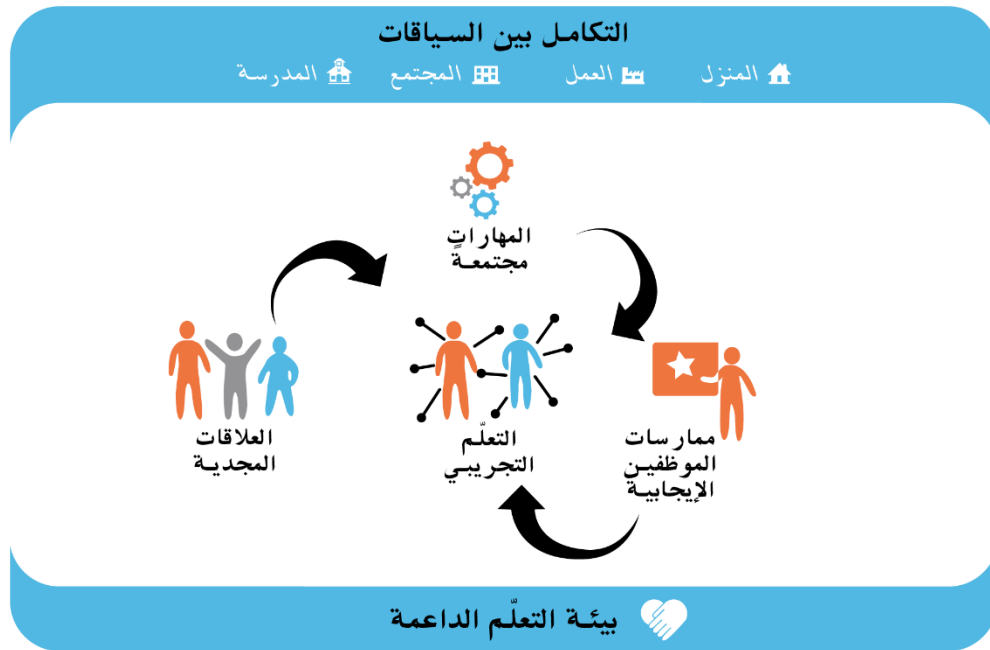 التكامل بين السياقات
المنزل العمل المجتمع المدرسة
المهاراتٍ
مجتمعةً
العلاقات
المجدية
التعلّم
التجريبي
ممارسات
الموظفين
الإيجابية
بيئة التعلّم الداعمة